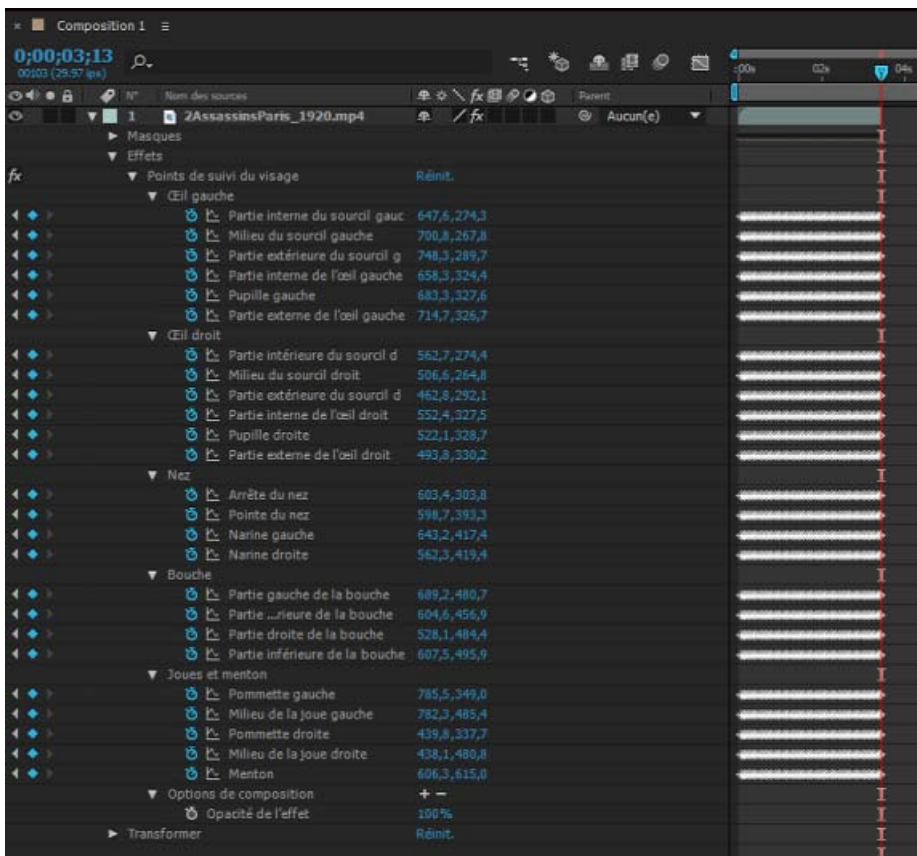 Composition 1
0;00;03;13
00103 (29.97 ips)
:00s 02s 04s
N° Nom des sources fx Parent
1 2AssassinsParis_1920.mp4 fx Aucun(e)
Masques
Effets
fx Points de suivi du visage Réinit.
Œil gauche
Partie interne du sourcil gauc 647,6,274,3
Milieu du sourcil gauche 700,8,267,8
Partie extérieure du sourcil g 748,3,289,7
Partie interne de l'œil gauche 658,3,324,4
Pupille gauche 683,3,327,6
Partie externe de l'œil gauche 714,7,326,7
Œil droit
Partie intérieure du sourcil d 562,7,274,4
Milieu du sourcil droit 506,6,264,8
Partie extérieure du sourcil d 462,8,292,1
Partie interne de l'œil droit 552,4,327,5
Pupille droite 522,1,328,7
Partie externe de l'œil droit 493,8,330,2
Nez
Arrête du nez 603,4,303,8
Pointe du nez 598,7,393,3
Narine gauche 643,2,417,4
Narine droite 562,3,419,4
Bouche
Partie gauche de la bouche 689,2,480,7
Partie ...rieure de la bouche 604,6,456,9
Partie droite de la bouche 528,1,484,4
Partie inférieure de la bouche 607,5,495,9
Joues et menton
Pommette gauche 785,5,349,0
Milieu de la joue gauche 782,3,485,4
Pommette droite 439,8,337,7
Milieu de la joue droite 438,1,480,8
Menton 606,3,615,0
Options de composition + −
Opacité de l'effet 100%
Transformer Réinit.